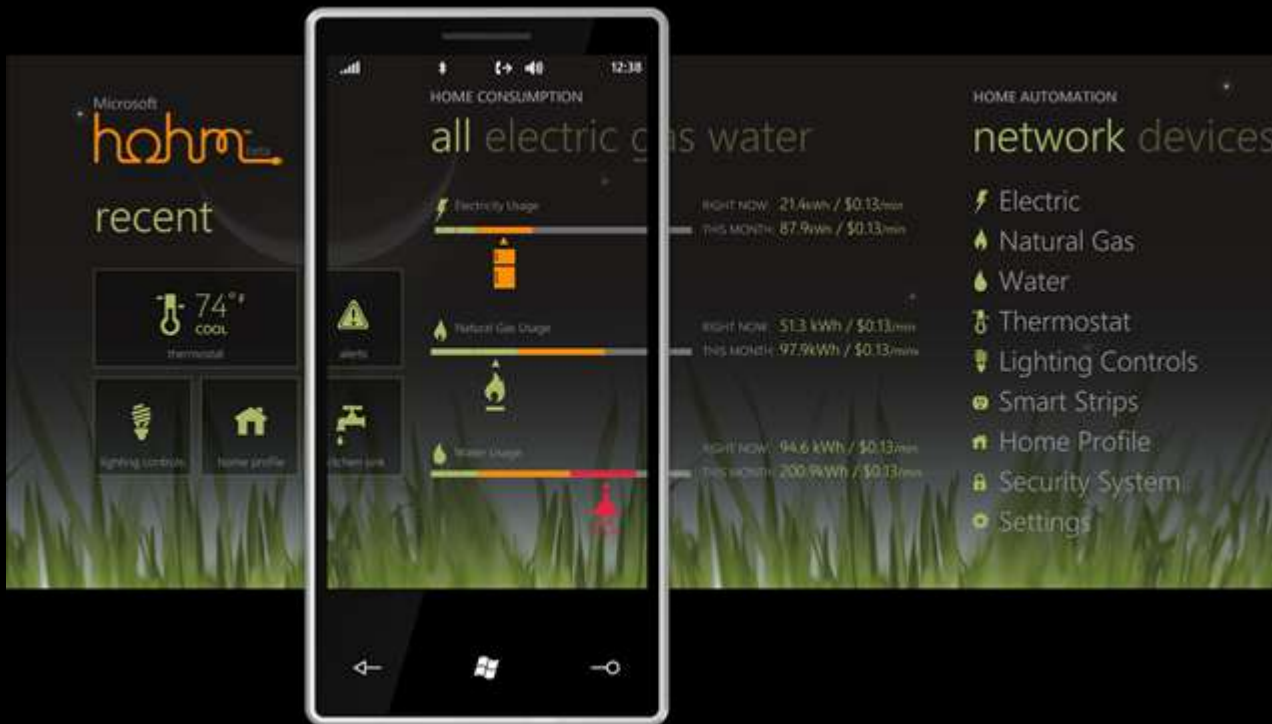 12:38
Microsoft
hohm
beta
recent
74°F
COOL
thermostat
alerts
lighting controls
home profile
kitchen sink
HOME CONSUMPTION
all electric gas water
Electricity Usage
RIGHT NOW: 21.4kWh / $0.13/min
THIS MONTH: 87.9kWh / $0.13/min
Natural Gas Usage
RIGHT NOW: 51.3 kWh / $0.13/min
THIS MONTH: 97.9kWh / $0.13/min
Water Usage
RIGHT NOW: 94.6 kWh / $0.13/min
THIS MONTH: 200.9kWh / $0.13/min
HOME AUTOMATION
network devices
Electric
Natural Gas
Water
Thermostat
Lighting Controls
Smart Strips
Home Profile
Security System
Settings